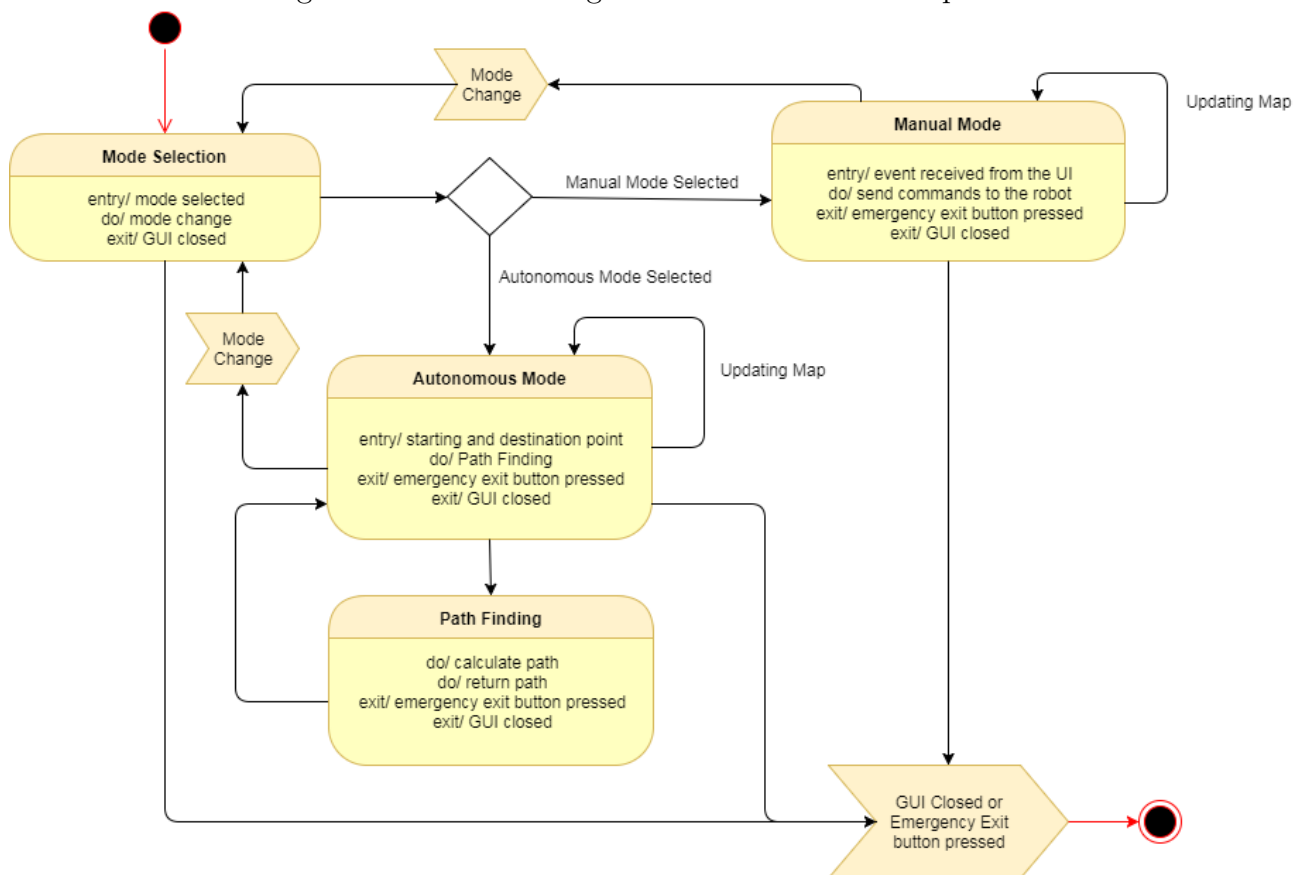 Mode
Change
Updating Map
Manual Mode
entry/ event received from the UI
do/ send commands to the robot
exit/ emergency exit button pressed
exit/ GUI closed
Mode Selection
entry/ mode selected
do/ mode change
exit/ GUI closed
Manual Mode Selected
Autonomous Mode Selected
Mode
Change
Updating Map
Autonomous Mode
entry/ starting and destination point
do/ Path Finding
exit/ emergency exit button pressed
exit/ GUI closed
Path Finding
do/ calculate path
do/ return path
exit/ emergency exit button pressed
exit/ GUI closed
GUI Closed or
Emergency Exit
button pressed